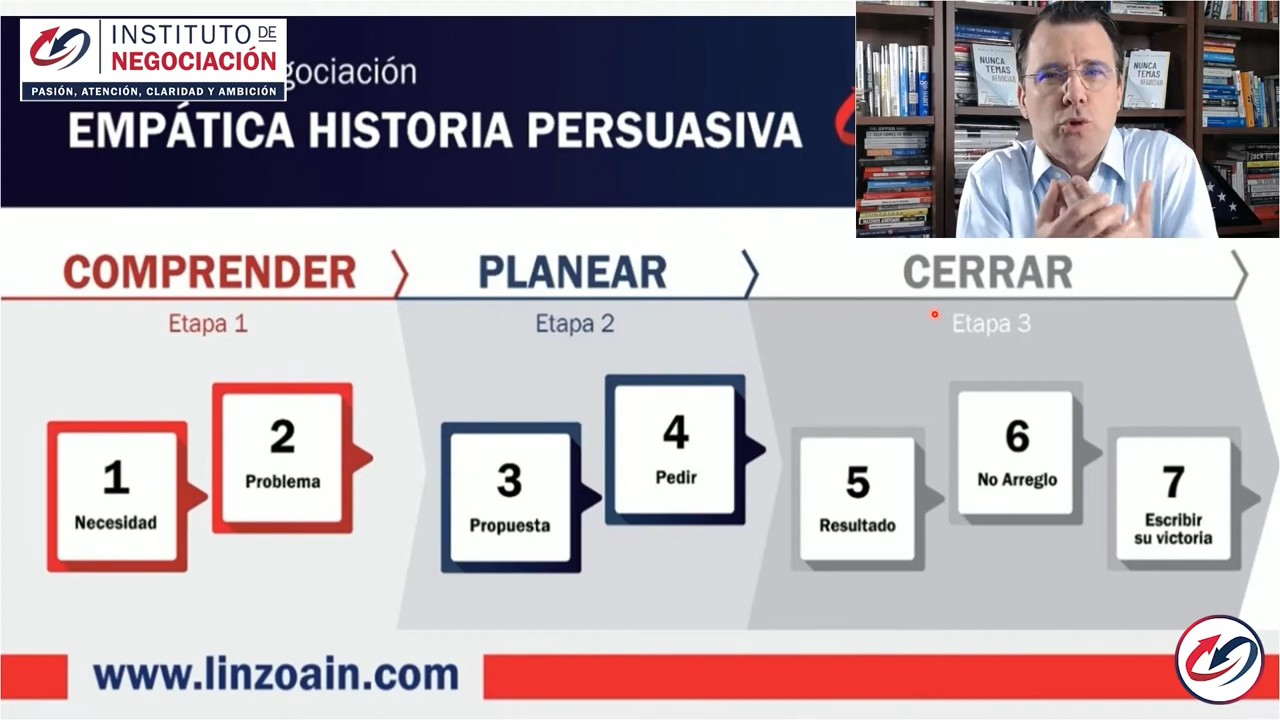 INSTITUTO DE
NEGOCIACIÓN
PASIÓN, ATENCIÓN, CLARIDAD Y AMBICIÓN
gociación
EMPÁTICA HISTORIA PERSUASIVA
NUNCA
TEMAS
NEGOCIAR
NUNCA
TEMAS
NEGOCIAR
COMPRENDER
PLANEAR
CERRAR
Etapa 1
Etapa 2
Etapa 3
1
Necesidad
2
Problema
3
Propuesta
4
Pedir
5
Resultado
6
No Arreglo
7
Escribir
su victoria
www.linzoain.com